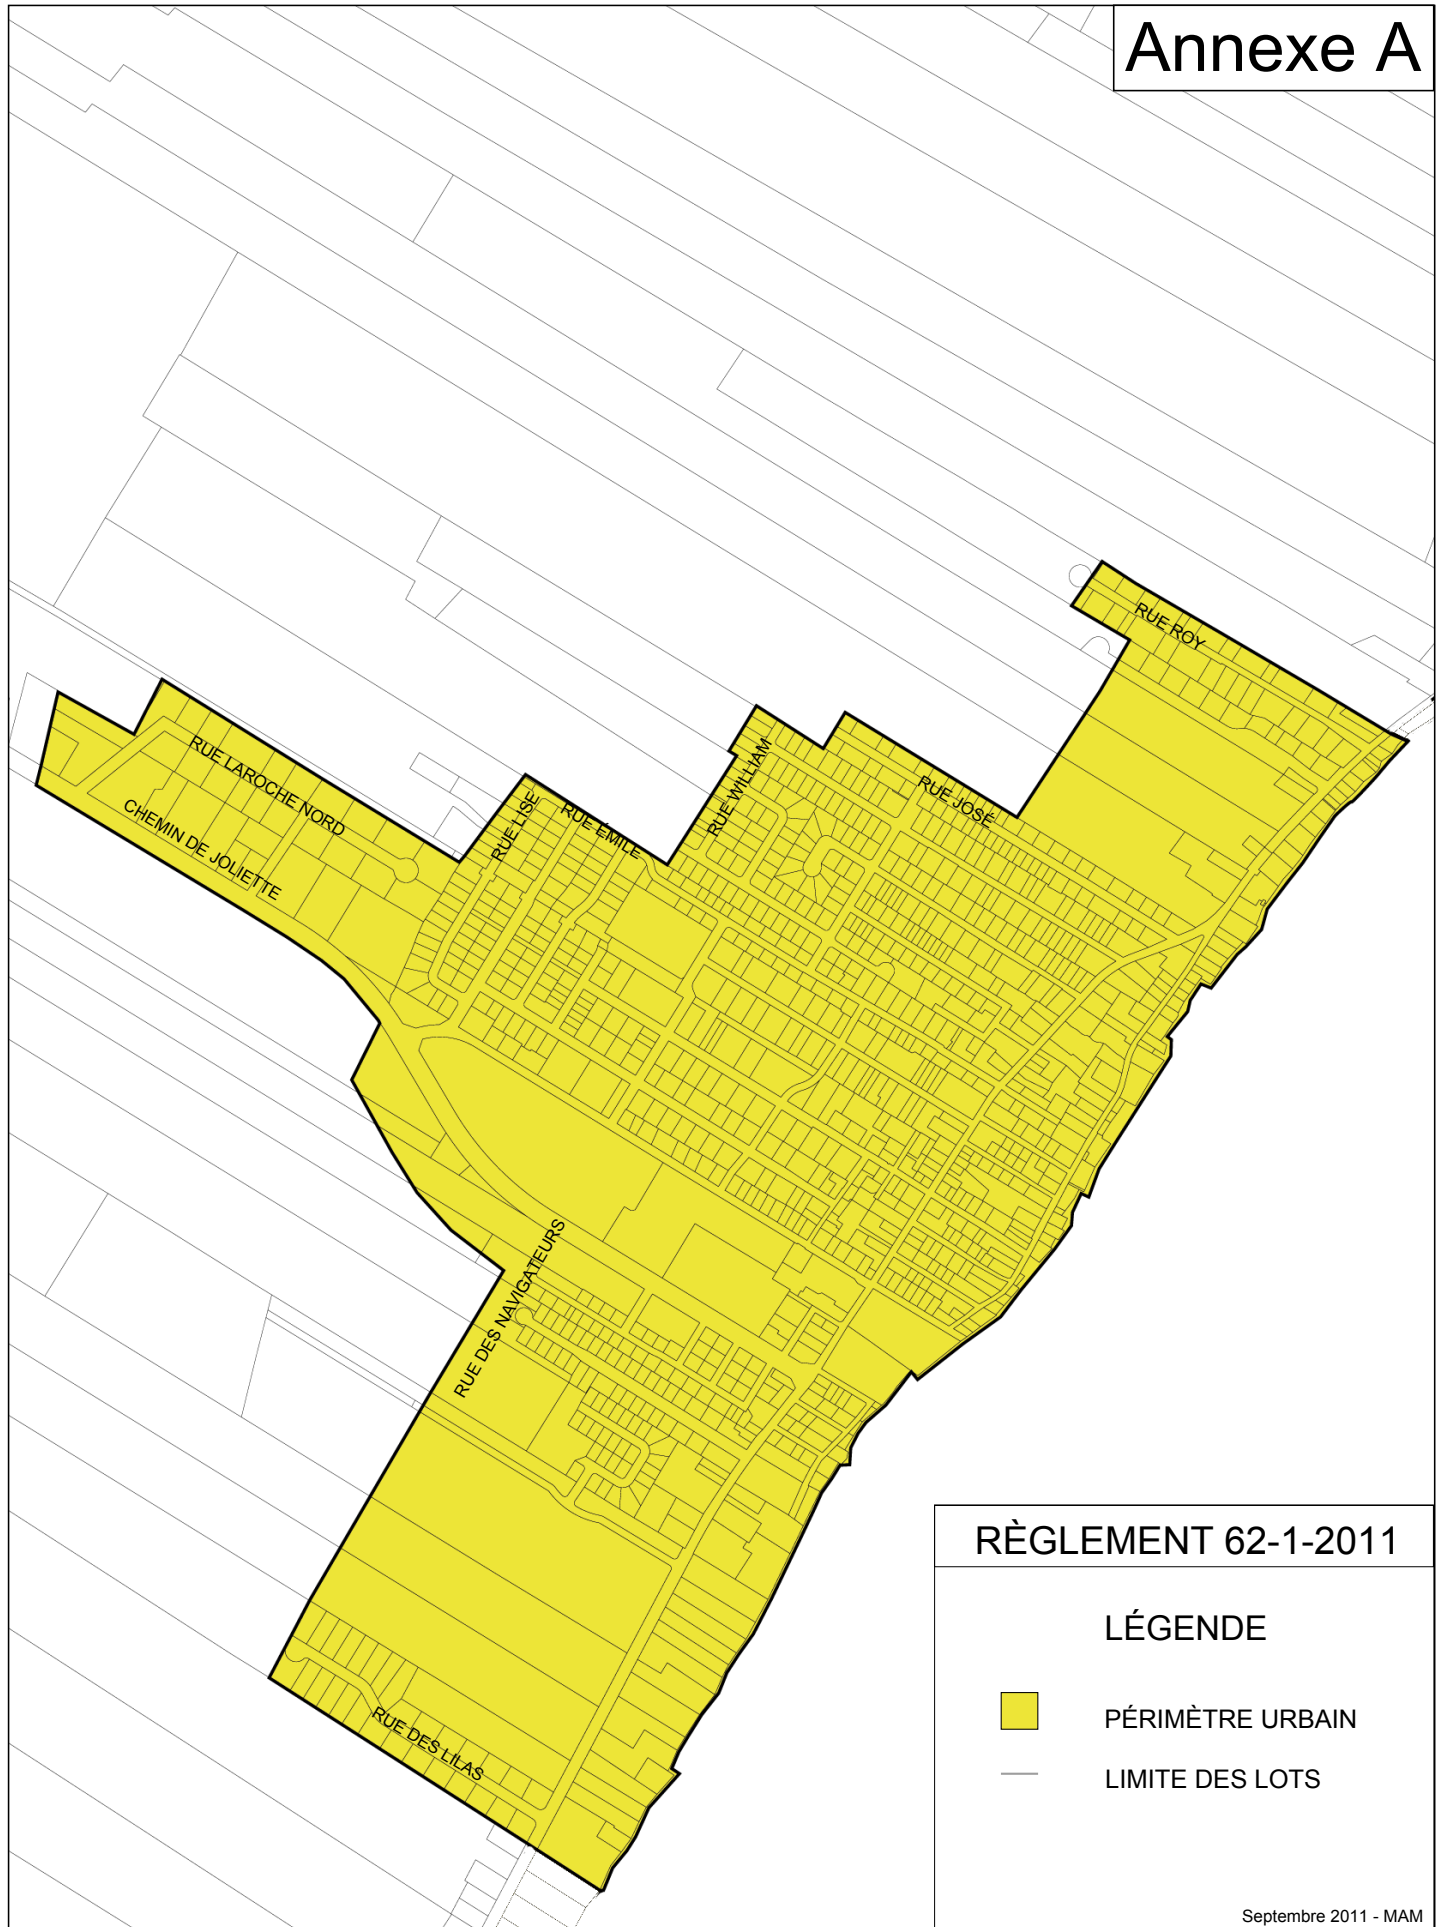 Annexe A
RUE ROY
RUE LAROCHE NORD
CHEMIN DE JOLIETTE
RUE LISE
RUE ÉMILE
RUE WILLIAM
RUE JOSÉ
RUE DES NAVIGATEURS
RUE DES LILAS
RÈGLEMENT 62-1-2011
LÉGENDE
PÉRIMÈTRE URBAIN
LIMITE DES LOTS
Septembre 2011 - MAM